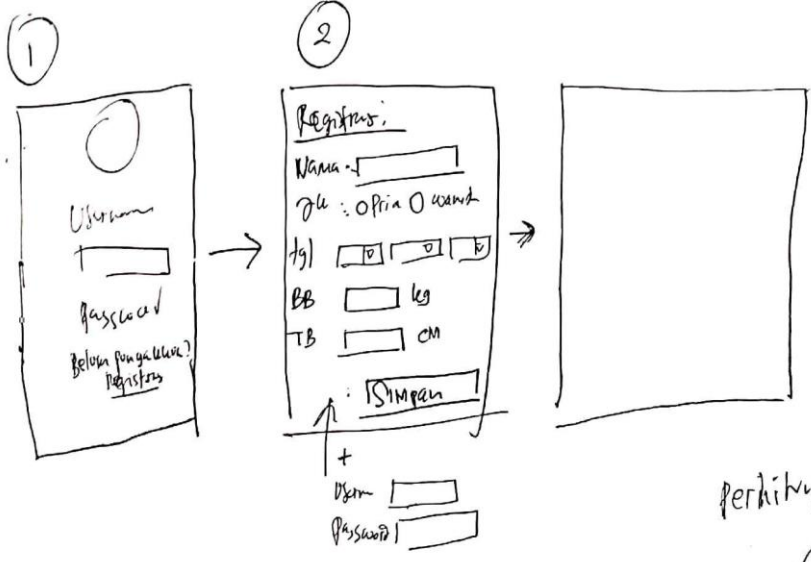 1
2
Username
Password
Belum punya akun?
Registrasi
Registrasi
Nama
JK : O Pria O wanita
tgl
BB kg
TB CM
: Simpan
+
User
Password